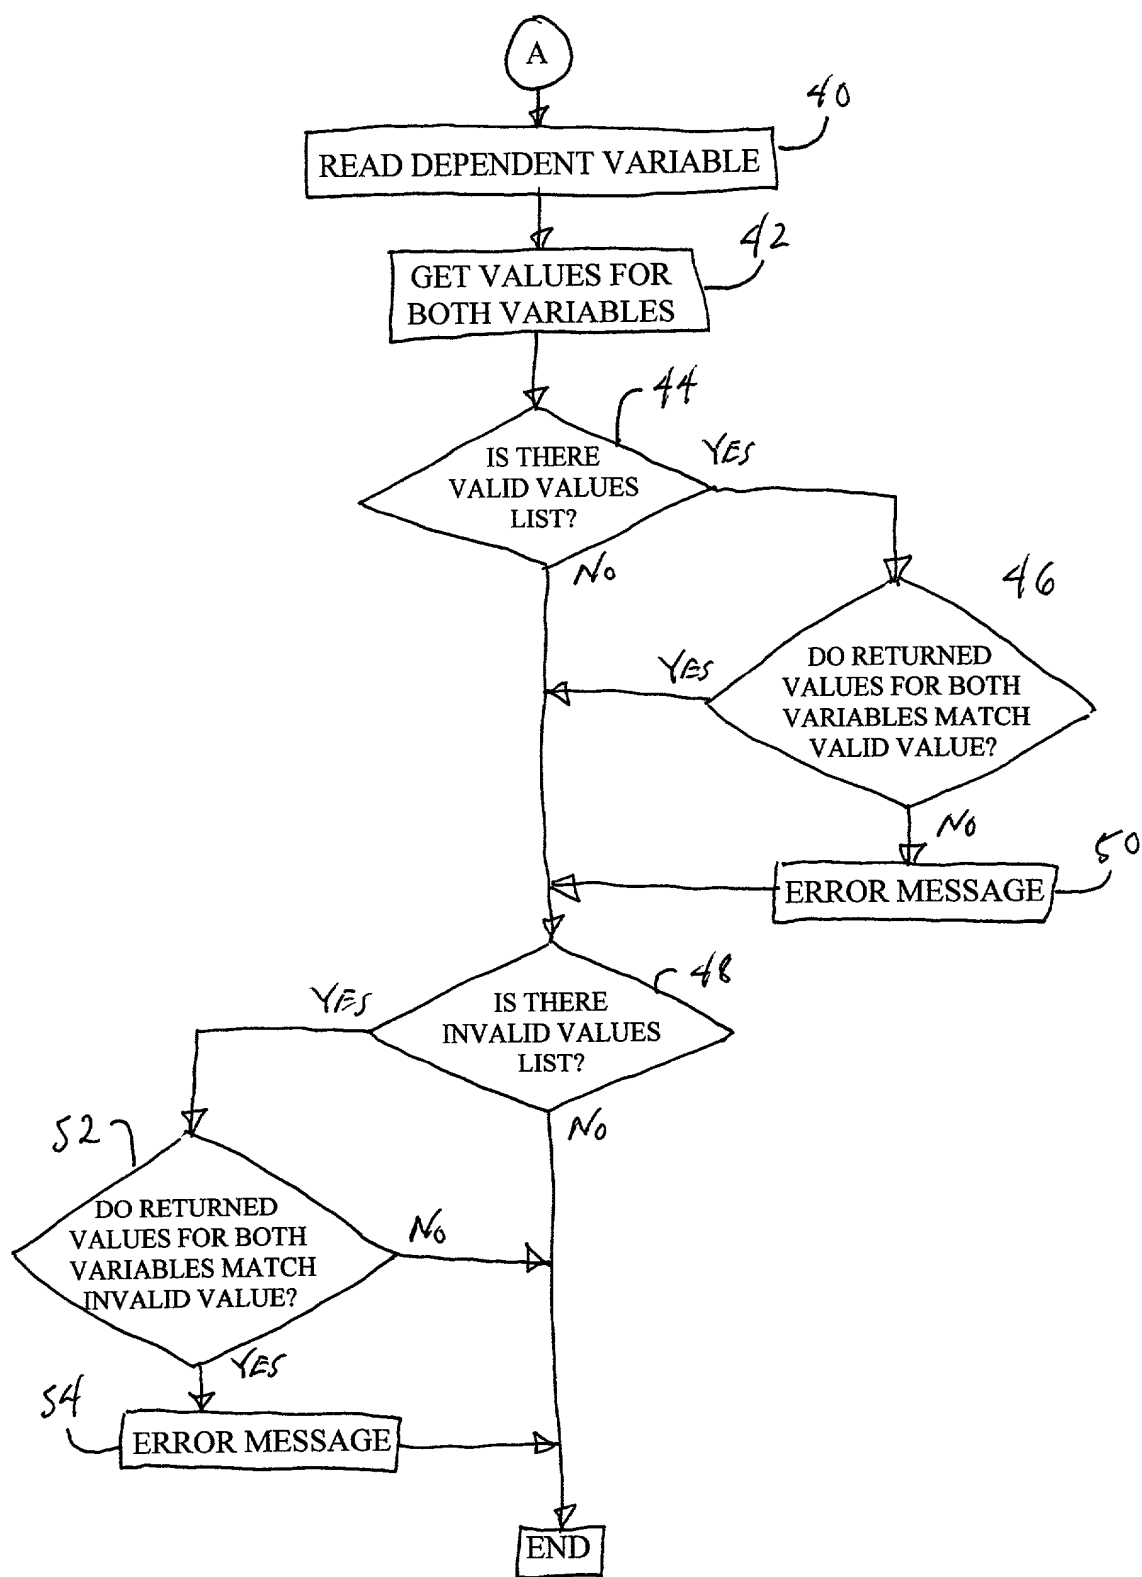 A
40
READ DEPENDENT VARIABLE
42
GET VALUES FOR
BOTH VARIABLES
44
IS THERE
VALID VALUES
LIST?
YES
NO
46
DO RETURNED
VALUES FOR BOTH
VARIABLES MATCH
VALID VALUE?
YES
NO
50
ERROR MESSAGE
48
IS THERE
INVALID VALUES
LIST?
YES
NO
52
DO RETURNED
VALUES FOR BOTH
VARIABLES MATCH
INVALID VALUE?
NO
YES
54
ERROR MESSAGE
END